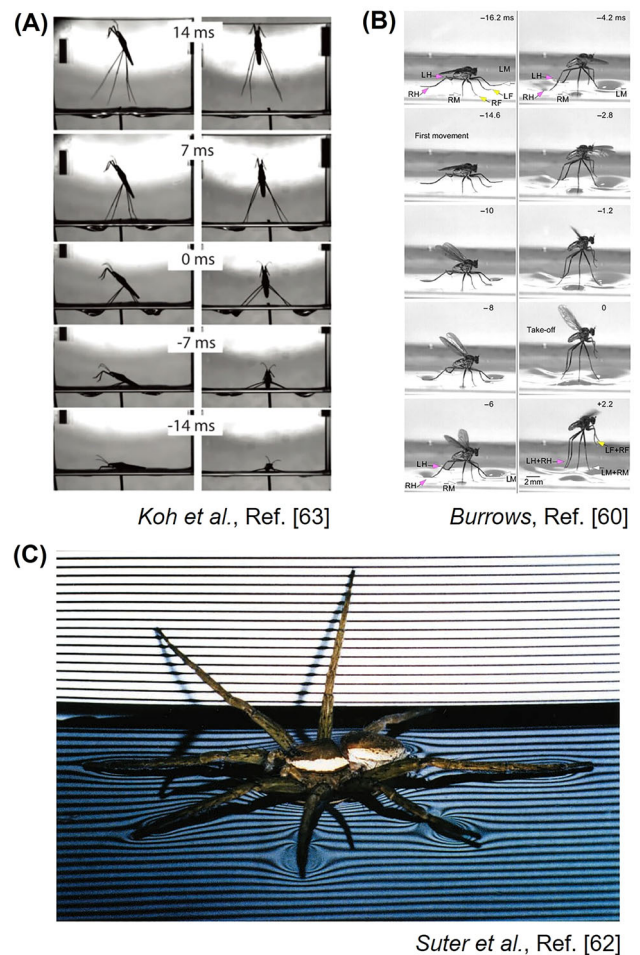 (A)
14 ms
7 ms
0 ms
-7 ms
-14 ms
Koh et al., Ref. [63]
(B)
−16.2 ms
LH
LM
RH
RM
LF
RF
−4.2 ms
LH
RH
RM
LM
−14.6
First movement
−2.8
−10
−1.2
−8
0
Take-off
−6
LH
RH
RM
LM
+2.2
LF+RF
LH+RH
LM+RM
2 mm
Burrows, Ref. [60]
(C)
Suter et al., Ref. [62]